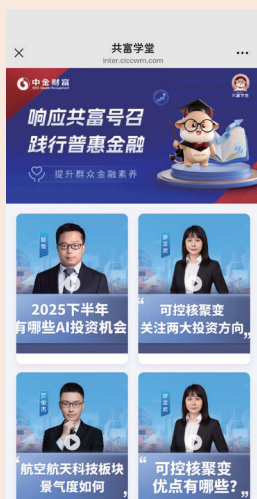 共富学堂
inter.ciccwm.com
中金财富
共富学堂
响应共富号召
践行普惠金融
提升群众金融素养
2025下半年
有哪些AI投资机会
“可控核聚变
关注两大投资方向”
航空航天科技板块
景气度如何
“可控核聚变
优点有哪些?”